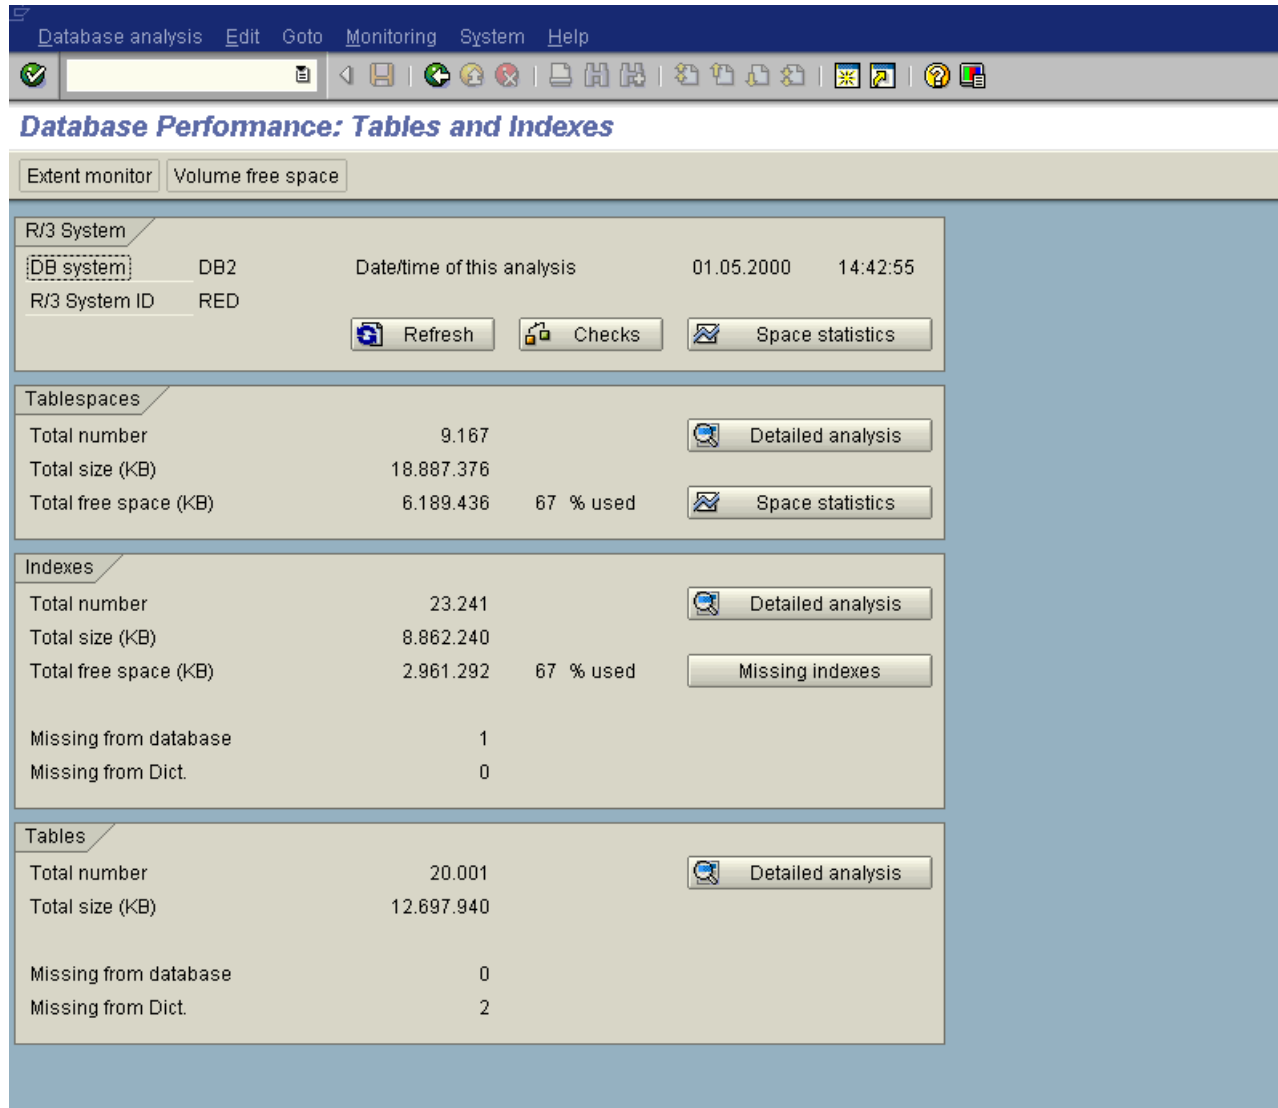 Database analysis Edit Goto Monitoring System Help
Database Performance: Tables and Indexes
Extent monitor Volume free space
R/3 System
DB system DB2 Date/time of this analysis 01.05.2000 14:42:55
R/3 System ID RED
Refresh Checks Space statistics
Tablespaces
Total number 9.167 Detailed analysis
Total size (KB) 18.887.376
Total free space (KB) 6.189.436 67 % used Space statistics
Indexes
Total number 23.241 Detailed analysis
Total size (KB) 8.862.240
Total free space (KB) 2.961.292 67 % used Missing indexes
Missing from database 1
Missing from Dict. 0
Tables
Total number 20.001 Detailed analysis
Total size (KB) 12.697.940
Missing from database 0
Missing from Dict. 2